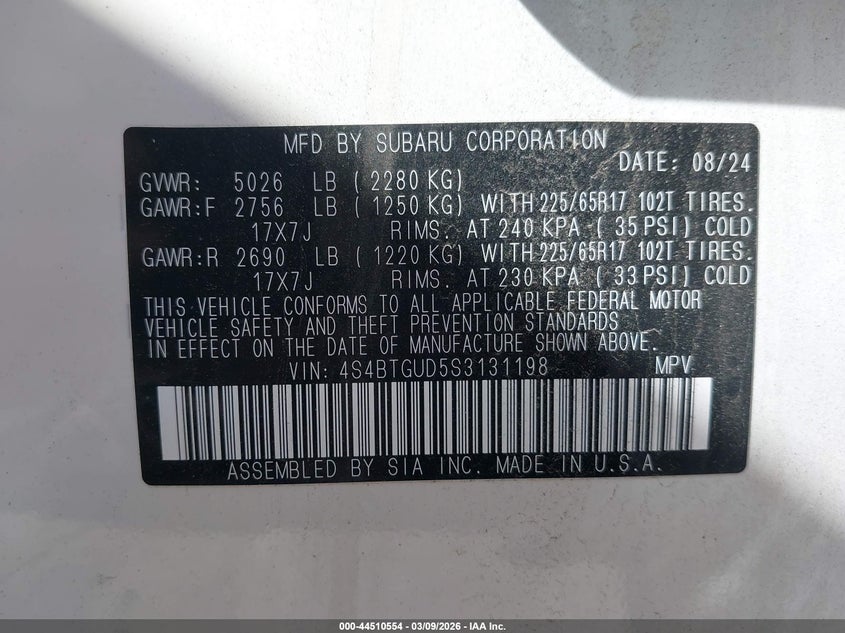 MFD BY SUBARU CORPORATION
DATE: 08/24
GVWR: 5026 LB ( 2280 KG)
GAWR:F 2756 LB ( 1250 KG) WITH 225/65R17 102T TIRES.
17X7J RIMS. AT 240 KPA ( 35 PSI) COLD
GAWR:R 2690 LB ( 1220 KG) WITH 225/65R17 102T TIRES.
17X7J RIMS. AT 230 KPA ( 33 PSI) COLD
THIS VEHICLE CONFORMS TO ALL APPLICABLE FEDERAL MOTOR
VEHICLE SAFETY AND THEFT PREVENTION STANDARDS
IN EFFECT ON THE DATE OF MANUFACTURE SHOWN ABOVE.
VIN: 4S4BTGUD5S3131198 MPV
ASSEMBLED BY SIA INC. MADE IN U.S.A.
000-44510554 - 03/09/2026 - IAA Inc.